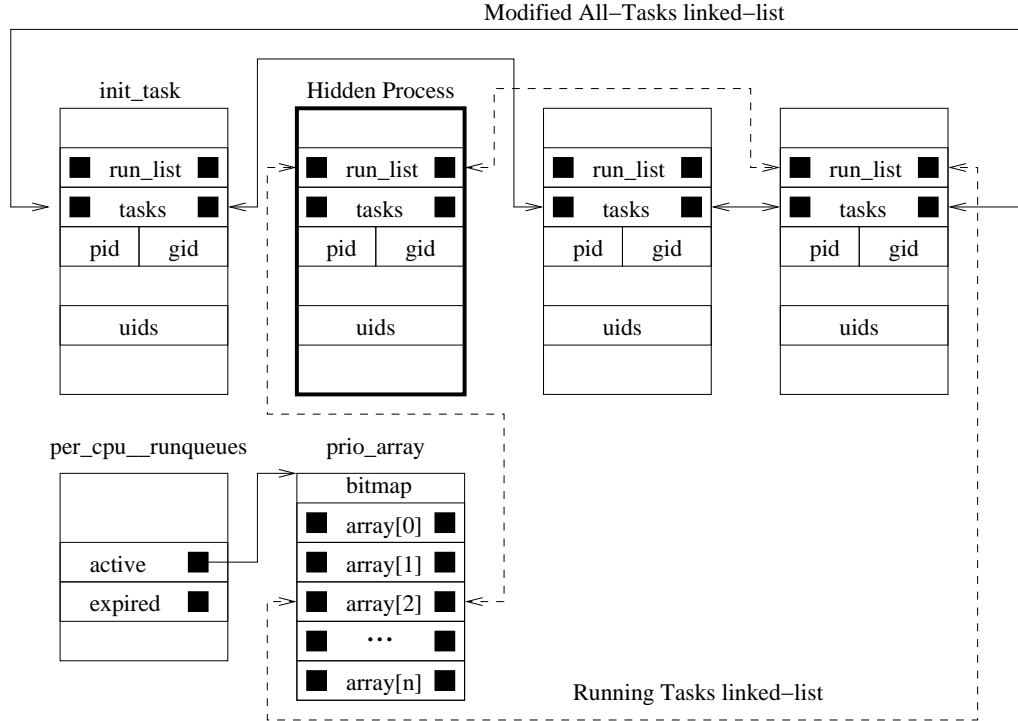 Modified All−Tasks linked−list
init_task
Hidden Process
run_list
run_list
run_list
run_list
tasks
tasks
tasks
tasks
pid gid
pid gid
pid gid
pid gid
uids
uids
uids
uids
per_cpu__runqueues
prio_array
bitmap
array[0]
active
array[1]
expired
array[2]
...
array[n]
Running Tasks linked−list